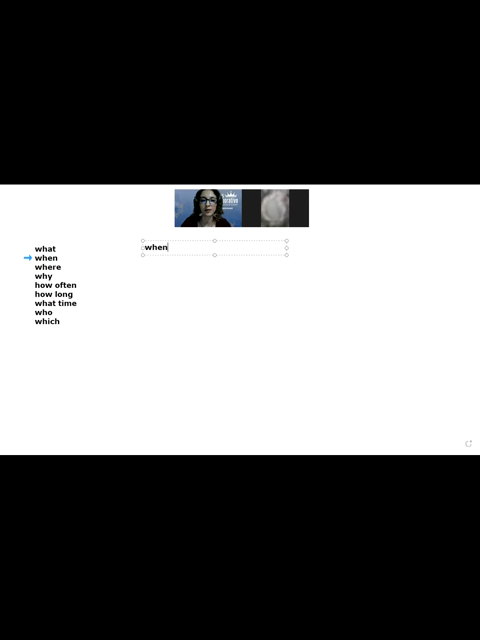 what
when
where
why
how often
how long
what time
who
which
when